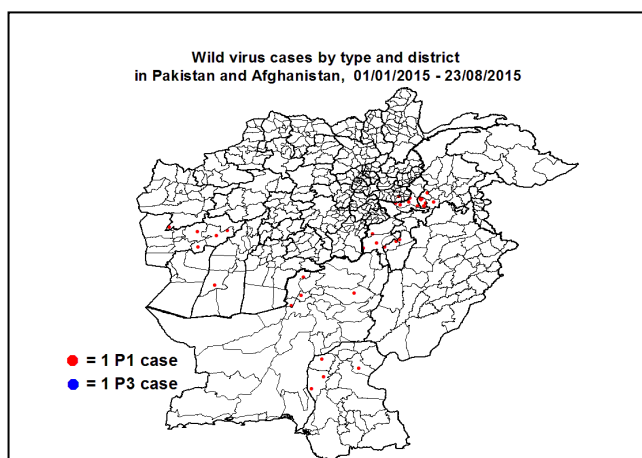 Wild virus cases by type and district
in Pakistan and Afghanistan, 01/01/2015 - 23/08/2015
= 1 P1 case
= 1 P3 case